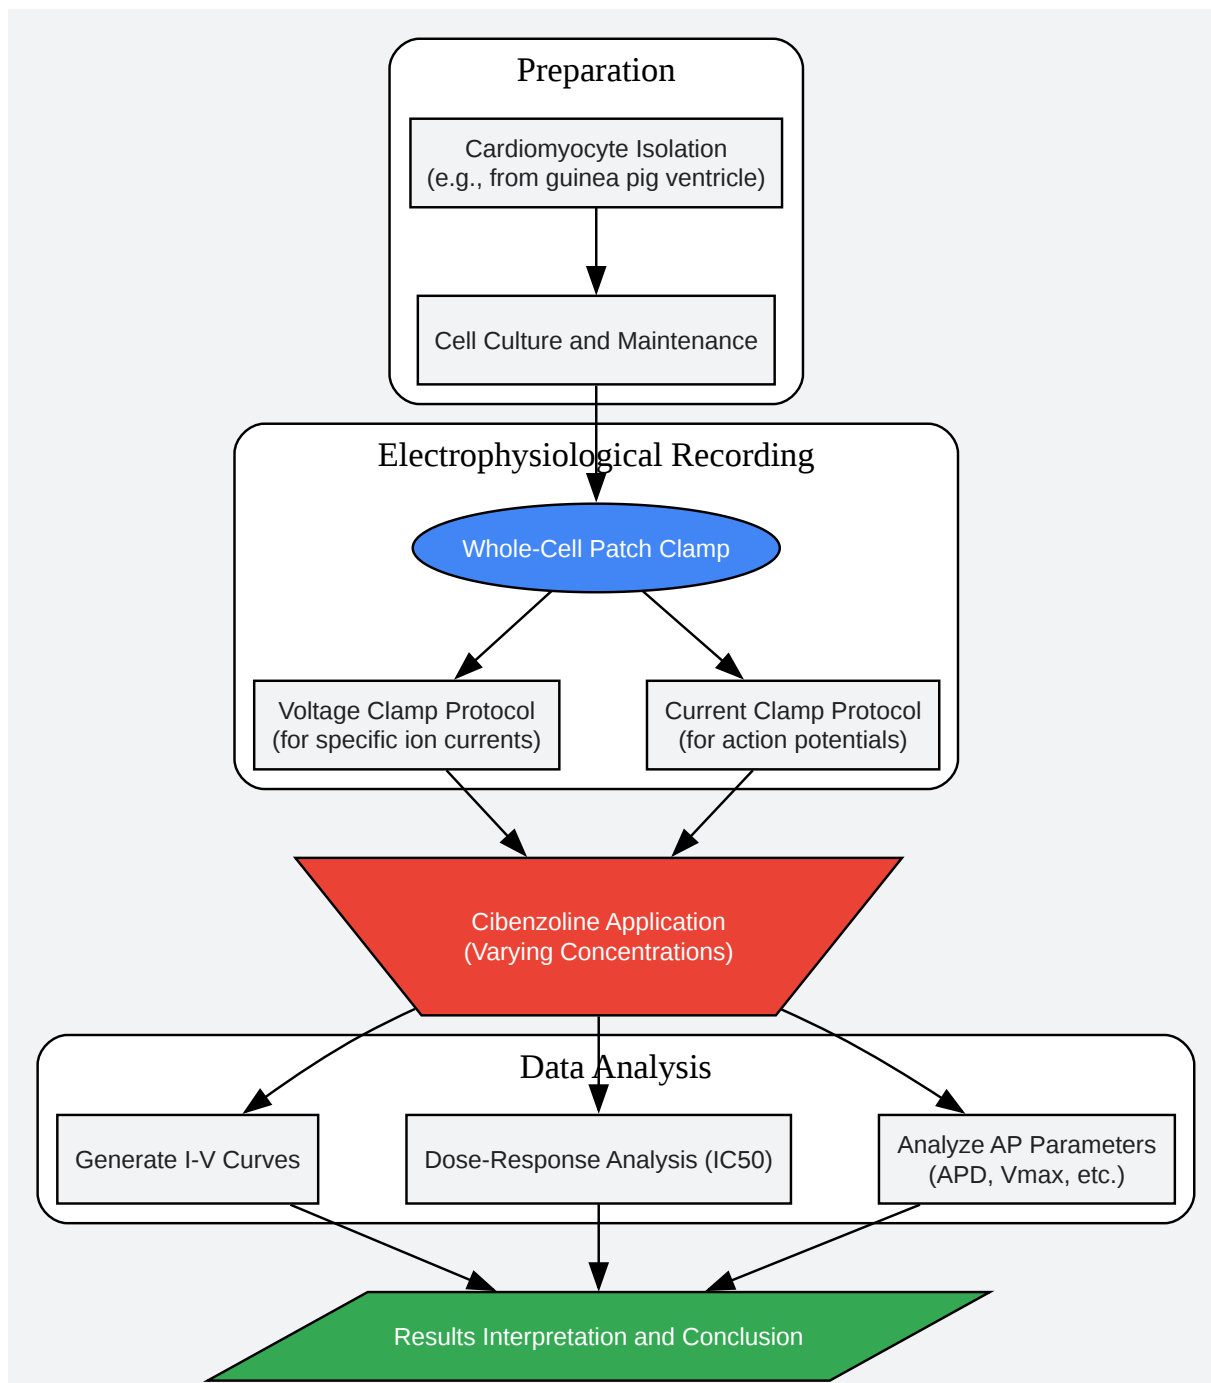 Preparation
Cardiomyocyte Isolation
(e.g., from guinea pig ventricle)
Cell Culture and Maintenance
Electrophysiological Recording
Whole-Cell Patch Clamp
Voltage Clamp Protocol
(for specific ion currents)
Current Clamp Protocol
(for action potentials)
Cibenzoline Application
(Varying Concentrations)
Data Analysis
Generate I-V Curves
Dose-Response Analysis (IC50)
Analyze AP Parameters
(APD, Vmax, etc.)
Results Interpretation and Conclusion